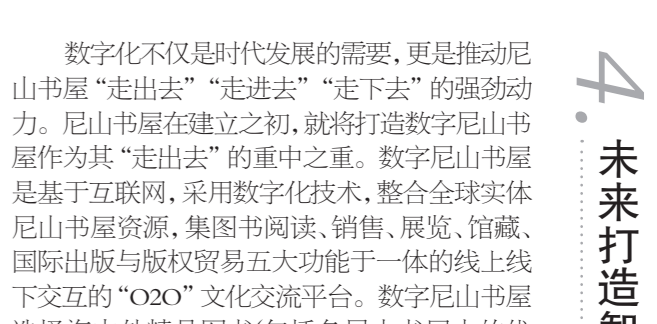 数字化不仅是时代发展的需要，更是推动尼
山书屋“走出去”“走进去”“走下去”的强劲动
力。尼山书屋在建立之初，就将打造数字尼山书
屋作为其“走出去”的重中之重。数字尼山书屋
是基于互联网，采用数字化技术，整合全球实体
尼山书屋资源，集图书阅读、销售、展览、馆藏、
国际出版与版权贸易五大功能于一体的线上线
下交互的“O2O”文化交流平台。数字尼山书屋
4.
未来打造